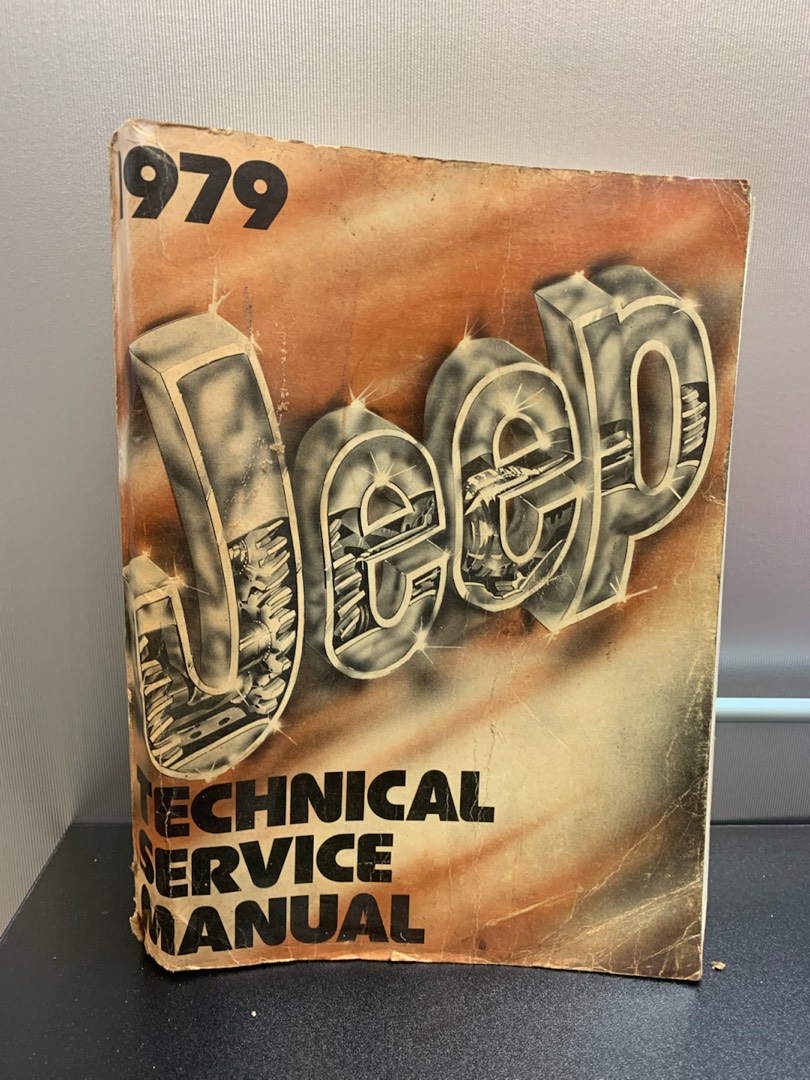 1979
Jeep
TECHNICAL
SERVICE
MANUAL